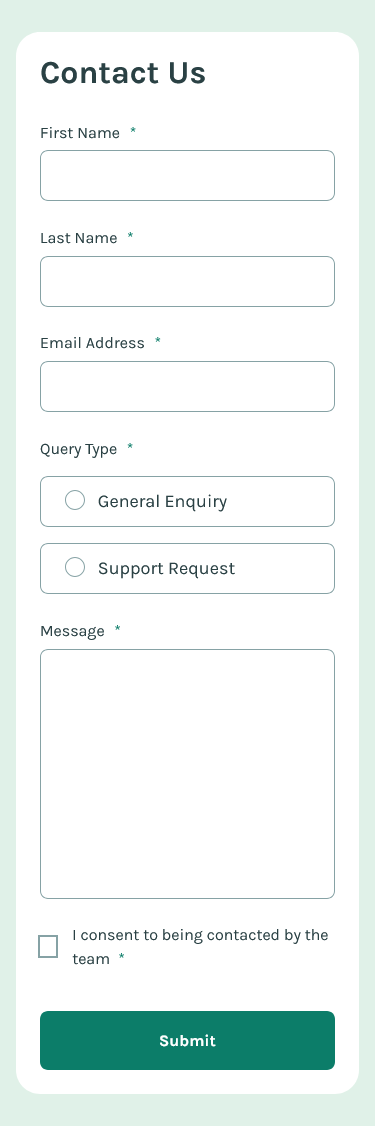 Contact Us
First Name *
Last Name *
Email Address *
Query Type *
General Enquiry
Support Request
Message *
I consent to being contacted by the
team *
Submit